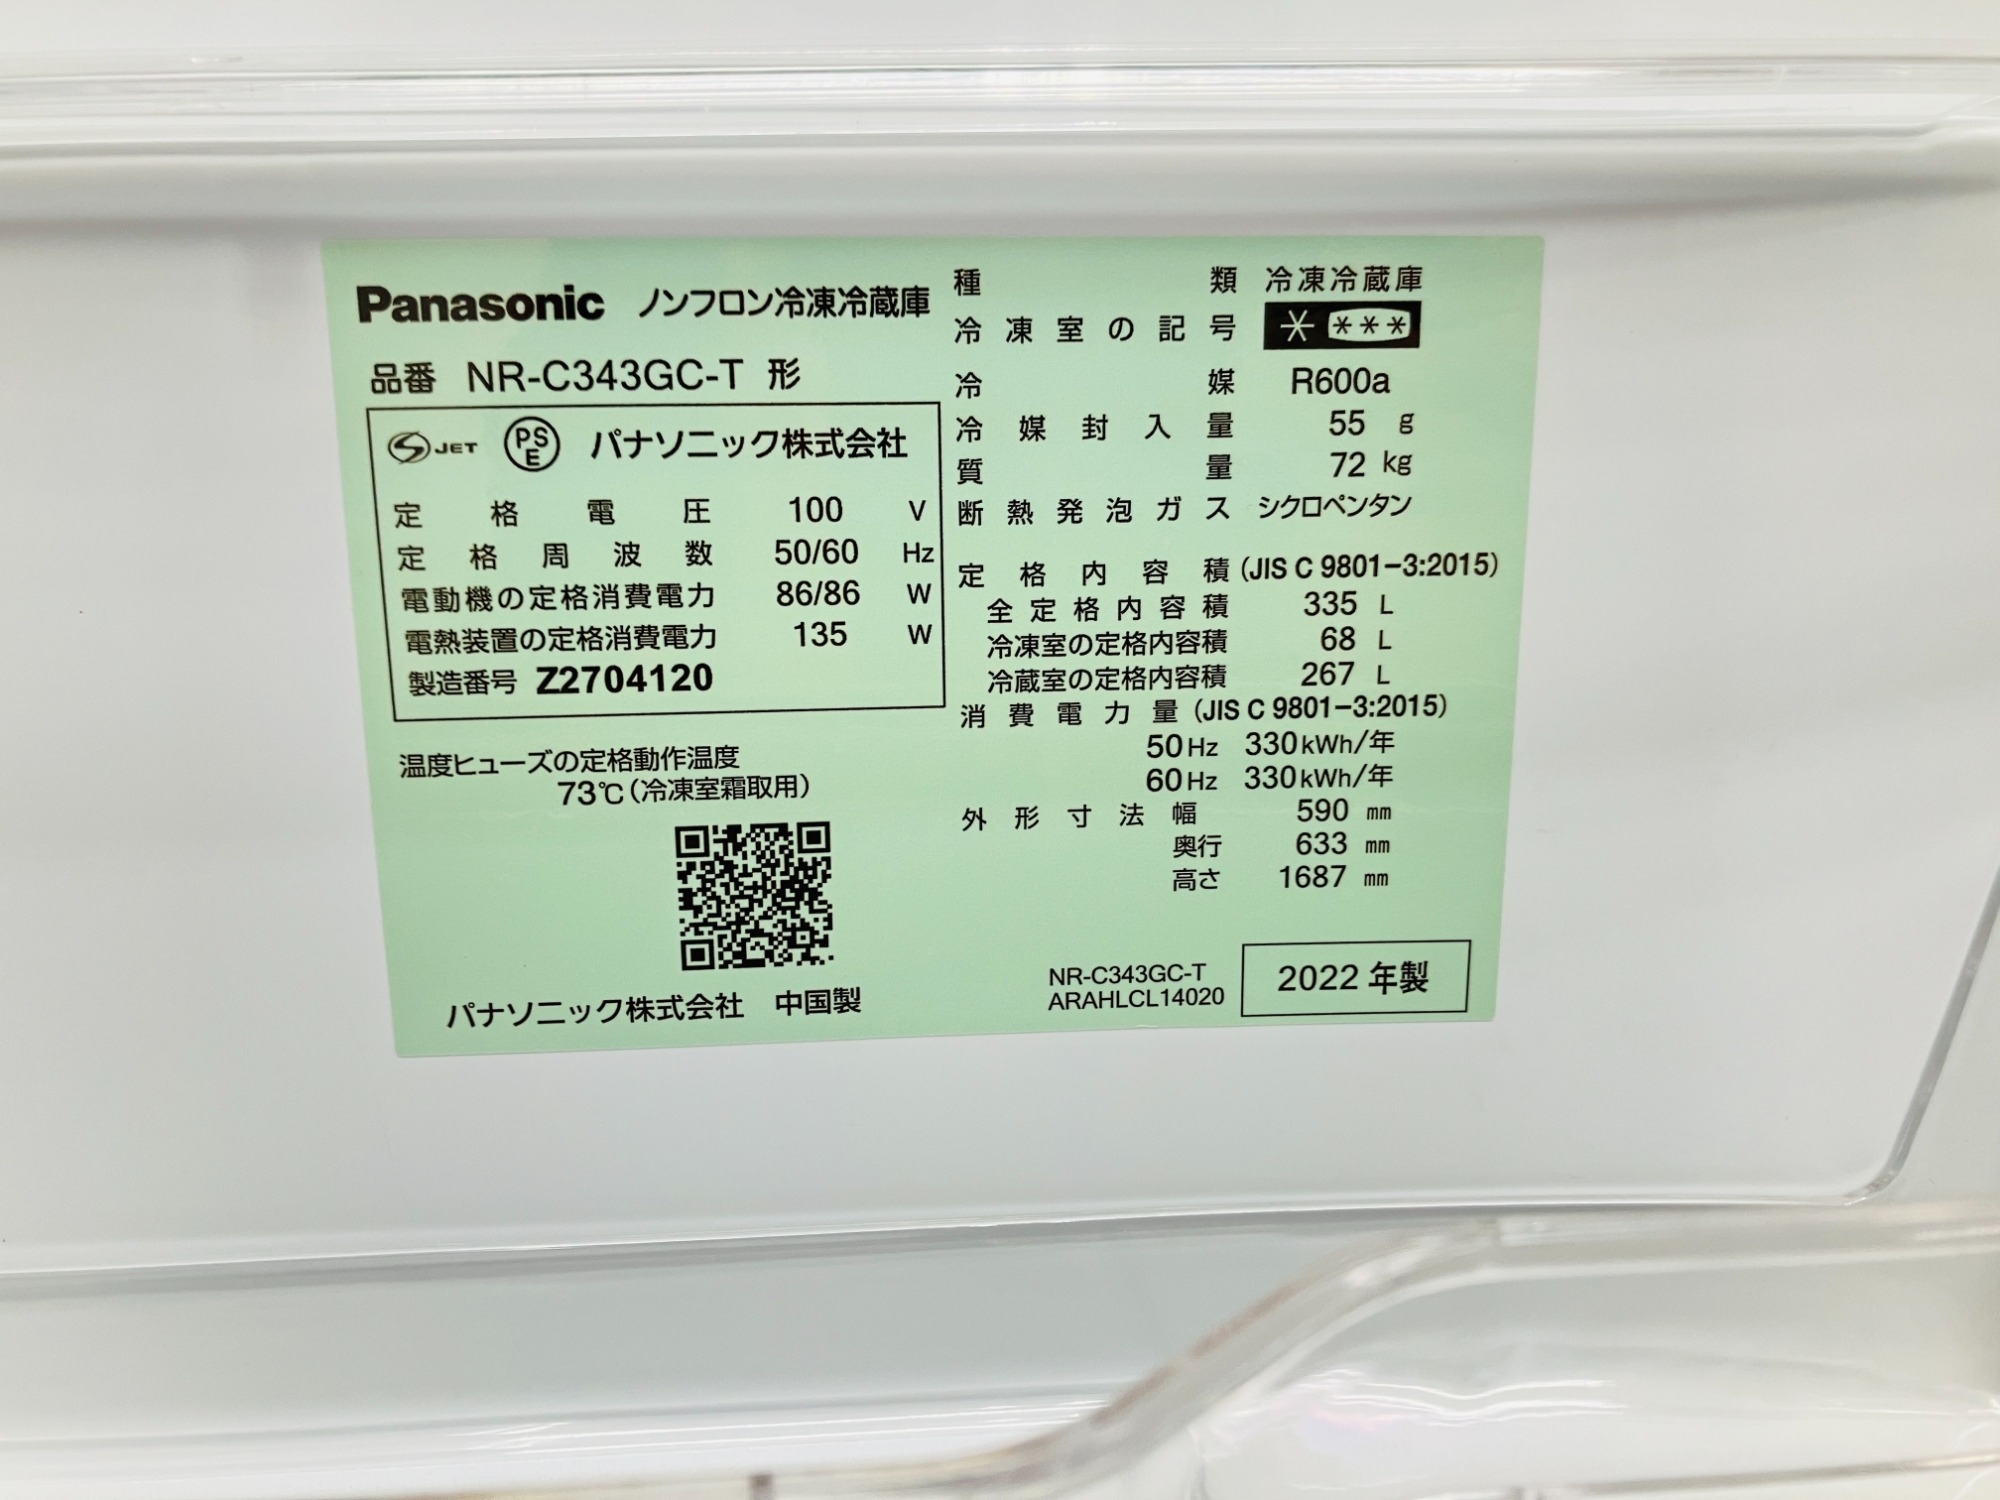 Panasonic ノンフロン冷凍冷蔵庫
品番 NR-C343GC-T 形
JET PSE パナソニック株式会社
定格電圧 100 V
定格周波数 50/60 Hz
電動機の定格消費電力 86/86 W
電熱装置の定格消費電力 135 W
製造番号 Z2704120
温度ヒューズの定格動作温度
73℃(冷凍室霜取用)
パナソニック株式会社 中国製
種類 冷凍冷蔵庫
冷凍室の記号 * ***
冷媒 R600a
冷媒封入量 55 g
質量 72 kg
断熱発泡ガス シクロペンタン
定格内容積 (JIS C 9801-3:2015)
全定格内容積 335 L
冷凍室の定格内容積 68 L
冷蔵室の定格内容積 267 L
消費電力量 (JIS C 9801-3:2015)
50Hz 330kWh/年
60Hz 330kWh/年
外形寸法 幅 590 mm
奥行 633 mm
高さ 1687 mm
NR-C343GC-T
ARAHLCL14020
2022 年製